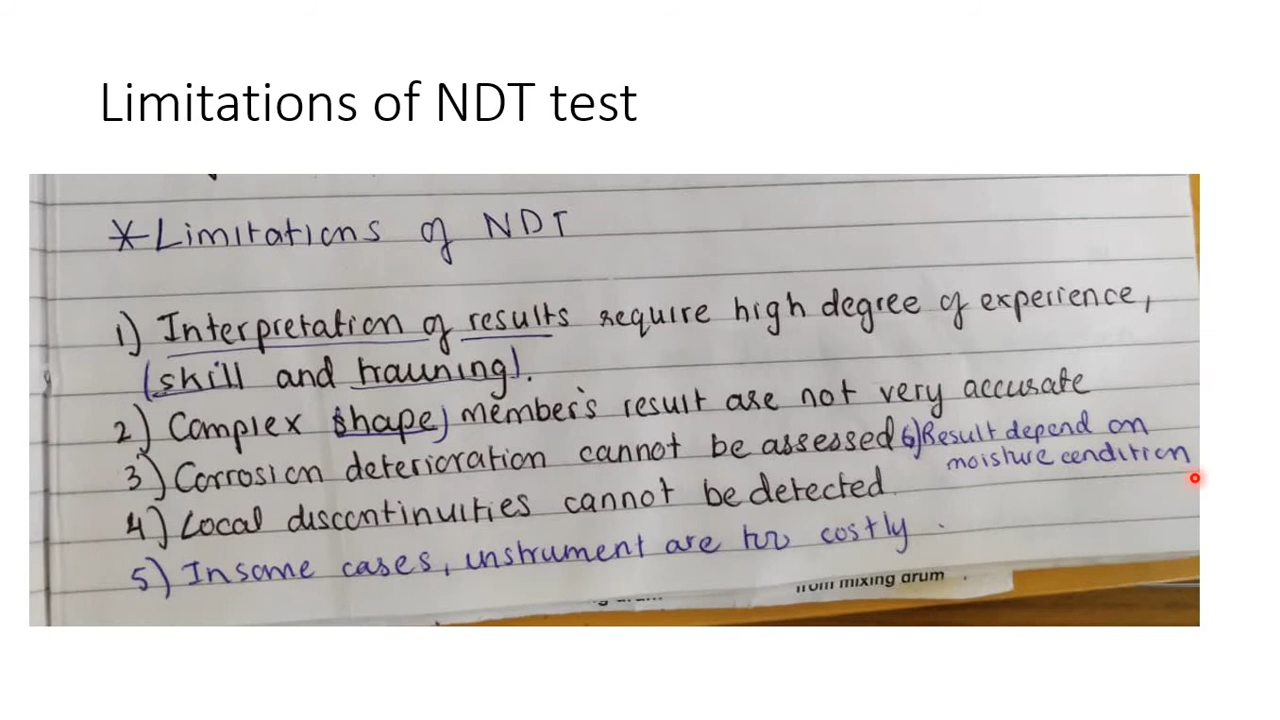 Limitations of NDT test
* Limitations of NDT
1) Interpretation of results require high degree of experience,
(skill and training).
2) Complex shape) member's result are not very accurate
3) Corrosion deterioration cannot be assessed 6) Result depend on
moisture condition
4) Local discontinuities cannot be detected
5) In some cases, instrument are too costly.
from mixing drum